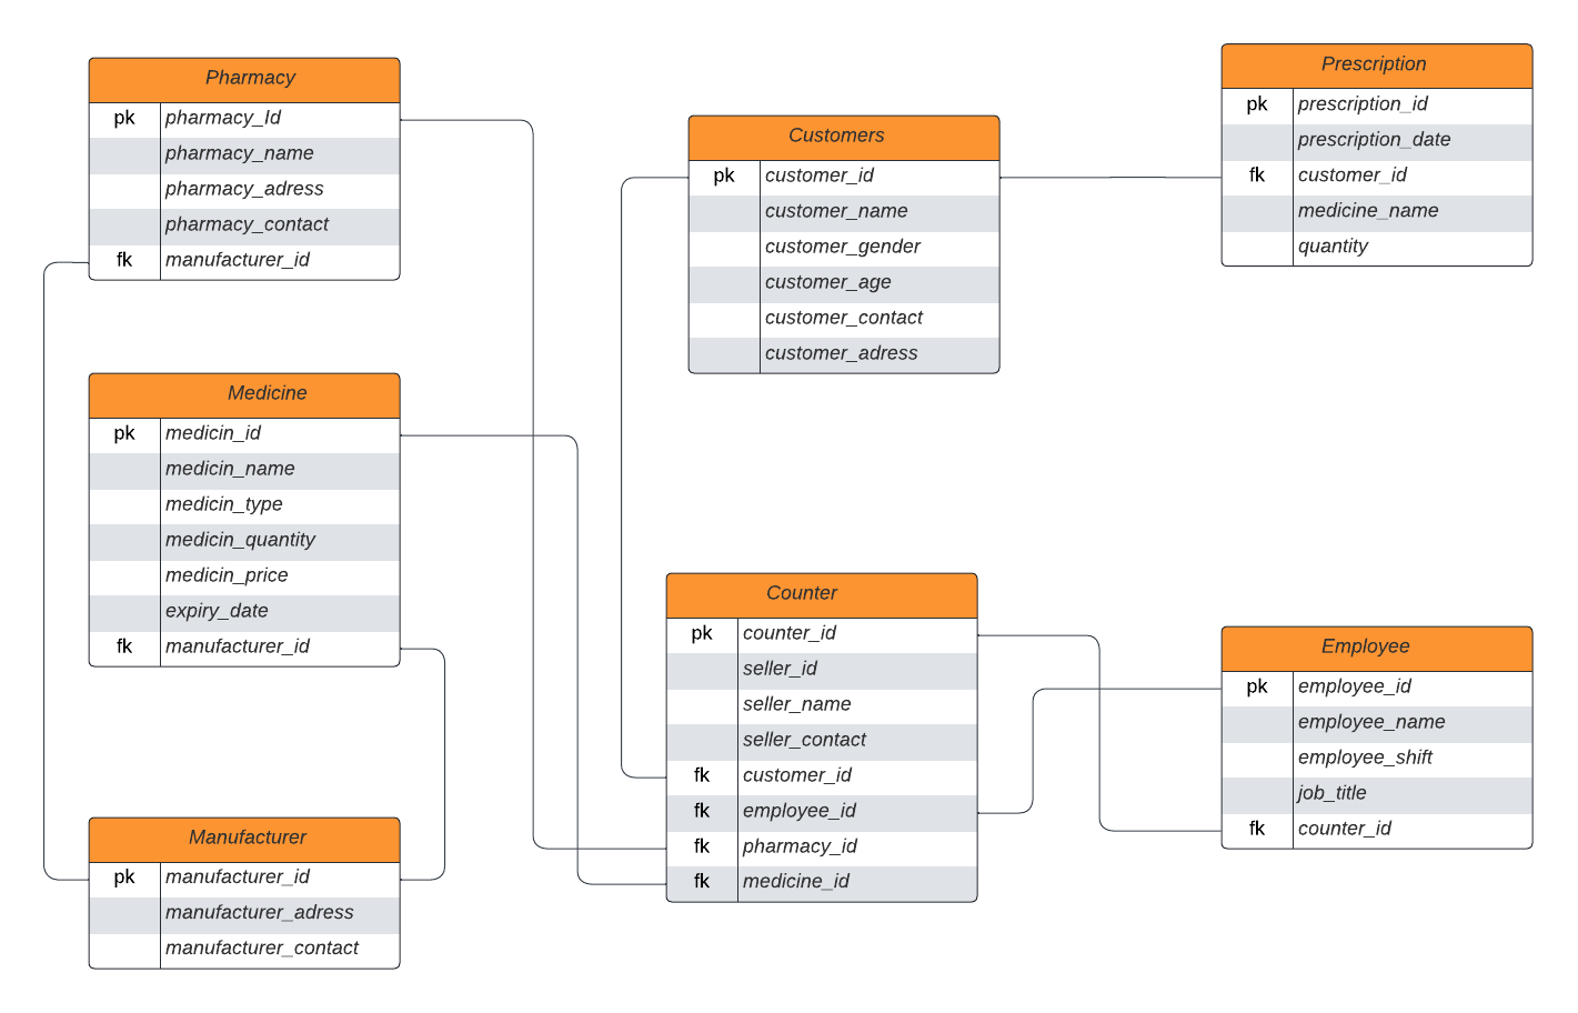 Pharmacy
pk pharmacy_Id
pharmacy_name
pharmacy_adress
pharmacy_contact
fk manufacturer_id
Medicine
pk medicin_id
medicin_name
medicin_type
medicin_quantity
medicin_price
expiry_date
fk manufacturer_id
Manufacturer
pk manufacturer_id
manufacturer_adress
manufacturer_contact
Customers
pk customer_id
customer_name
customer_gender
customer_age
customer_contact
customer_adress
Counter
pk counter_id
seller_id
seller_name
seller_contact
fk customer_id
fk employee_id
fk pharmacy_id
fk medicine_id
Prescription
pk prescription_id
prescription_date
fk customer_id
medicine_name
quantity
Employee
pk employee_id
employee_name
employee_shift
job_title
fk counter_id